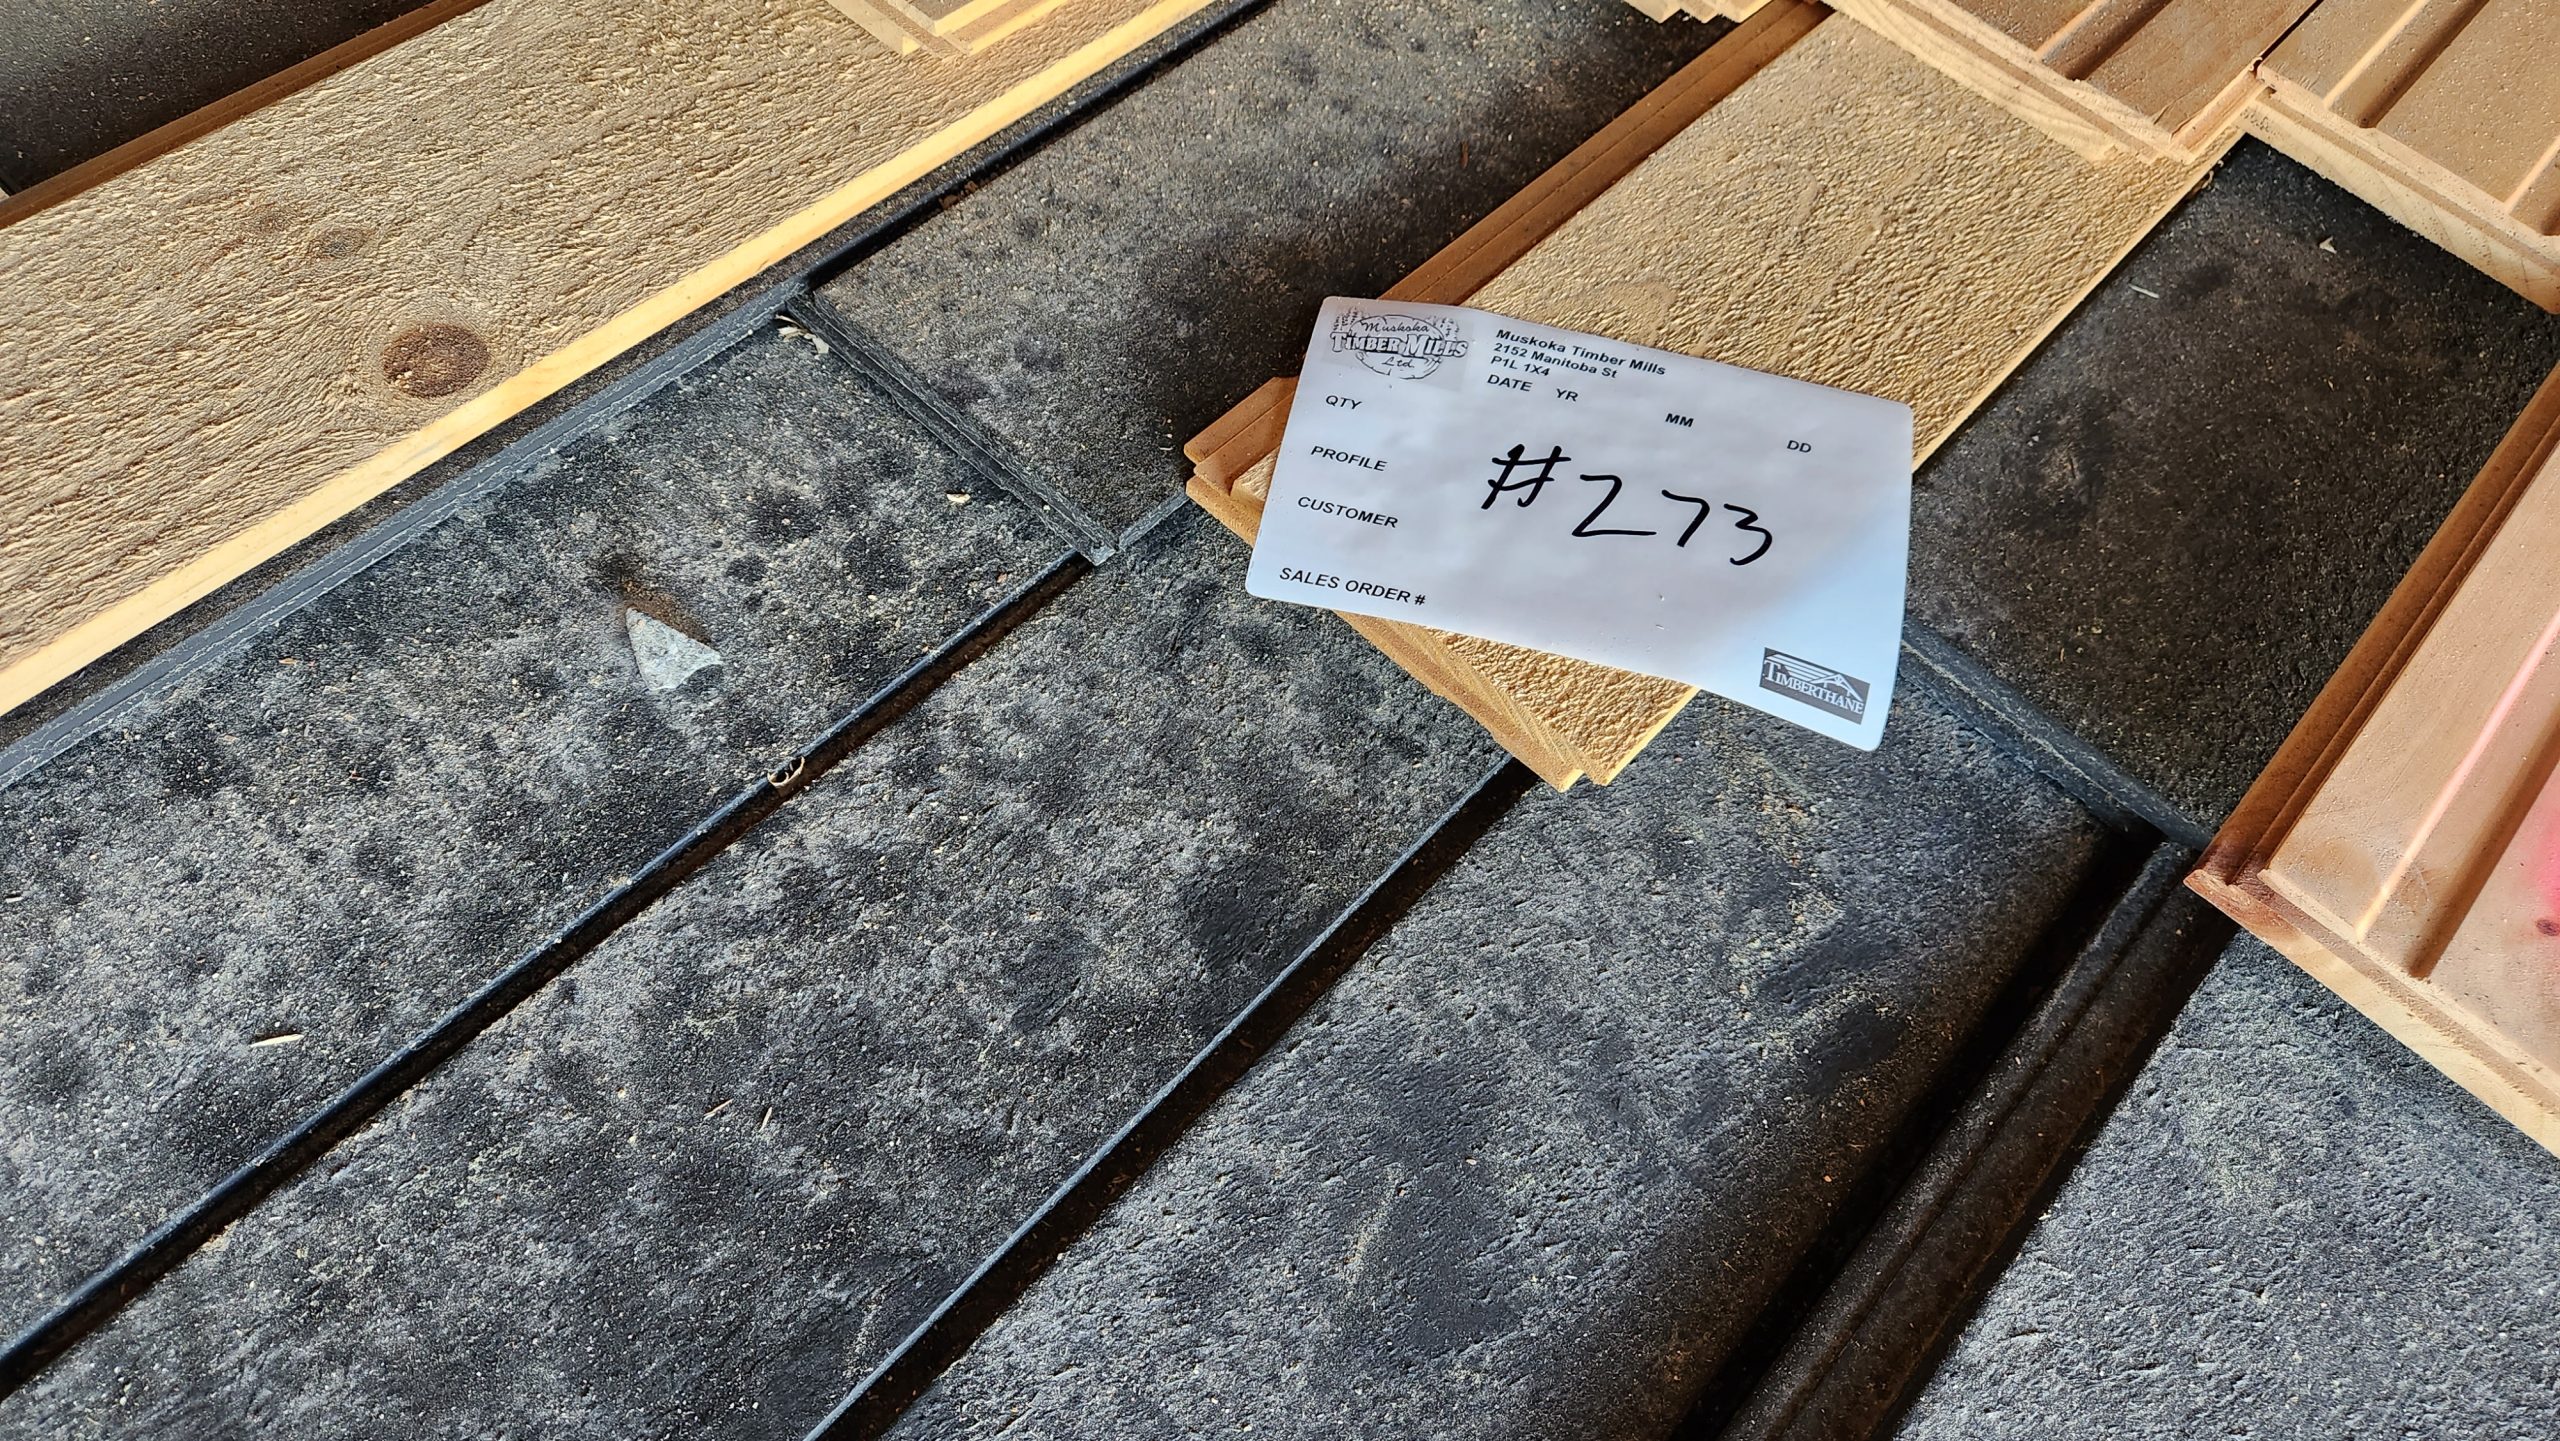 Muskoka
TIMBER MILLS
Ltd.
Muskoka Timber Mills
2152 Manitoba St
P1L 1X4
DATE YR MM DD
QTY
PROFILE
#273
CUSTOMER
SALES ORDER #
TIMBERTHANE